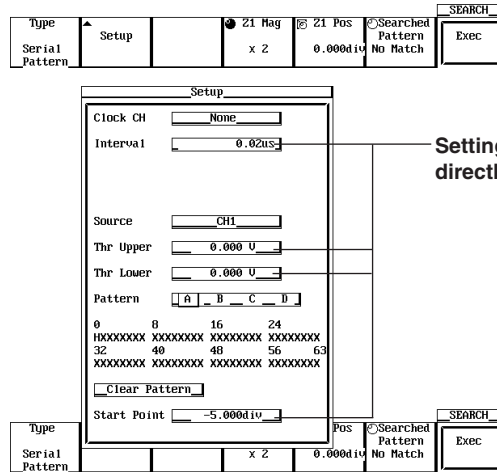 SEARCH
Type Setup Z1 Mag Z1 Pos Searched Pattern Exec
Serial Pattern x 2 0.000div No Match
Setup
Clock CH None
Interval 0.02us
Setting
directl
Source CH1
Thr Upper 0.000 V
Thr Lower 0.000 V
Pattern A B C D
0 8 16 24
HXXXXXXX XXXXXXXX XXXXXXXX XXXXXXXX
32 40 48 56 63
XXXXXXXX XXXXXXXX XXXXXXXX XXXXXXXX
Clear Pattern
Start Point -5.000div
SEARCH
Type Pos Searched Pattern Exec
Serial Pattern x 2 0.000div No Match